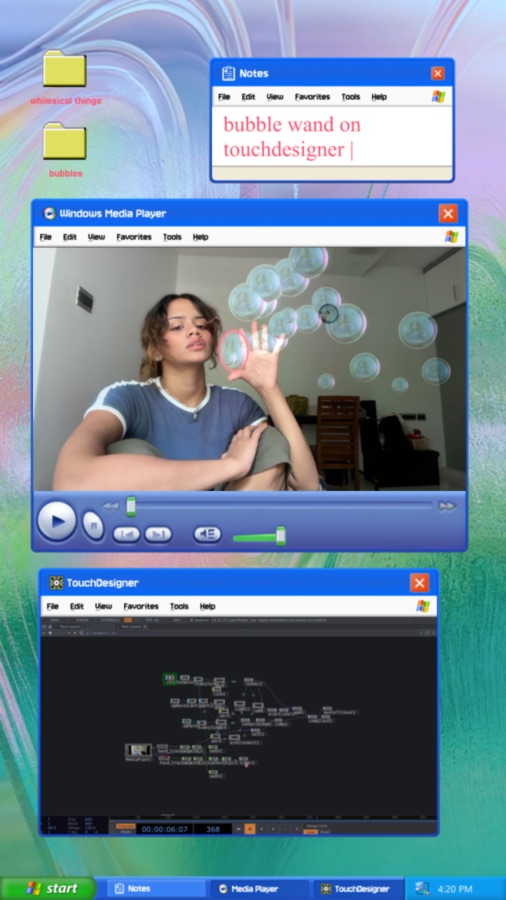 whimsical things
bubbles
Notes
File Edit View Favorites Tools Help
bubble wand on
touchdesigner |
Windows Media Player
File Edit View Favorites Tools Help
TouchDesigner
File Edit View Favorites Tools Help
00:00:06:07 368
start Notes Media Player TouchDesigner 4:20 PM